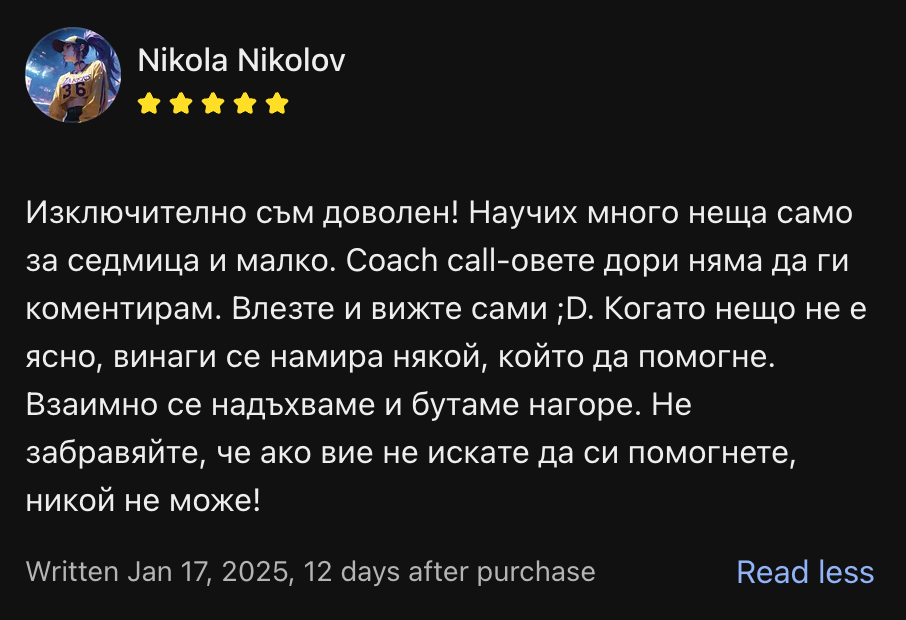 Nikola Nikolov
Изключително съм доволен! Научих много неща само
за седмица и малко. Coach call-овете дори няма да ги
коментирам. Влезте и вижте сами ;D. Когато нещо не е
ясно, винаги се намира някой, който да помогне.
Взаимно се надъхваме и бутаме нагоре. Не
забравяйте, че ако вие не искате да си помогнете,
никой не може!
Written Jan 17, 2025, 12 days after purchase
Read less